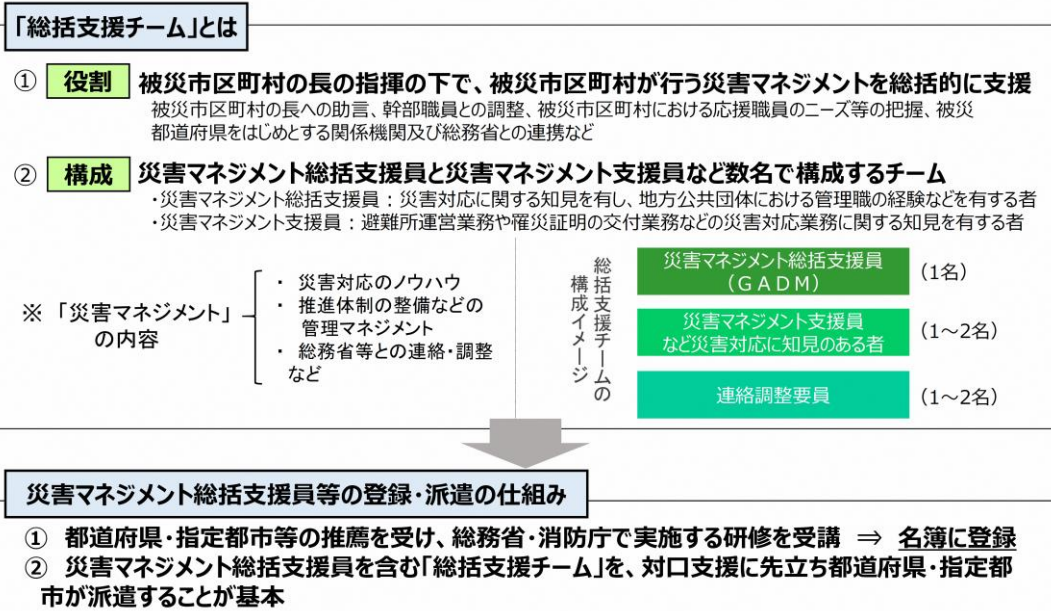 「総括支援チーム」とは
① 役割 被災市区町村の長の指揮の下で、被災市区町村が行う災害マネジメントを総括的に支援
被災市区町村の長への助言、幹部職員との調整、被災市区町村における応援職員のニーズ等の把握、被災
都道府県をはじめとする関係機関及び総務省との連携など
② 構成 災害マネジメント総括支援員と災害マネジメント支援員など数名で構成するチーム
・災害マネジメント総括支援員：災害対応に関する知見を有し、地方公共団体における管理職の経験などを有する者
・災害マネジメント支援員：避難所運営業務や罹災証明の交付業務などの災害対応業務に関する知見を有する者
※ 「災害マネジメント」
の内容
・ 災害対応のノウハウ
・ 推進体制の整備などの
管理マネジメント
・ 総務省等との連絡・調整
など
総括支援チームの
構成イメージ
災害マネジメント総括支援員
（ＧＡＤＭ）
（1名）
災害マネジメント支援員
など災害対応に知見のある者
（1～2名）
連絡調整要員
（1～2名）
災害マネジメント総括支援員等の登録・派遣の仕組み
① 都道府県・指定都市等の推薦を受け、総務省・消防庁で実施する研修を受講 ⇒ 名簿に登録
② 災害マネジメント総括支援員を含む「総括支援チーム」を、対口支援に先立ち都道府県・指定都
市が派遣することが基本